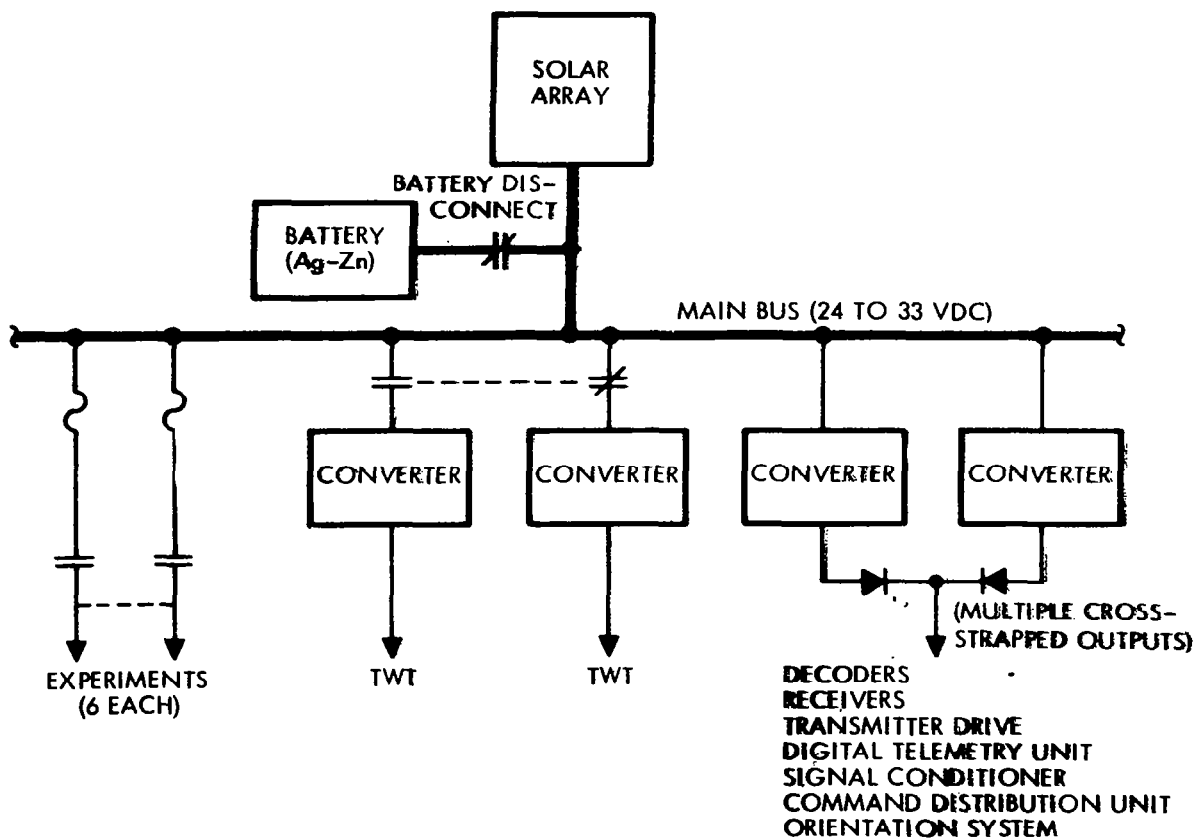 SOLAR
ARRAY
BATTERY DIS-
CONNECT
BATTERY
(Ag-Zn)
MAIN BUS (24 TO 33 VDC)
CONVERTER
CONVERTER
CONVERTER
CONVERTER
EXPERIMENTS
(6 EACH)
TWT
TWT
(MULTIPLE CROSS-
STRAPPED OUTPUTS)
DECODERS
RECEIVERS
TRANSMITTER DRIVE
DIGITAL TELEMETRY UNIT
SIGNAL CONDITIONER
COMMAND DISTRIBUTION UNIT
ORIENTATION SYSTEM